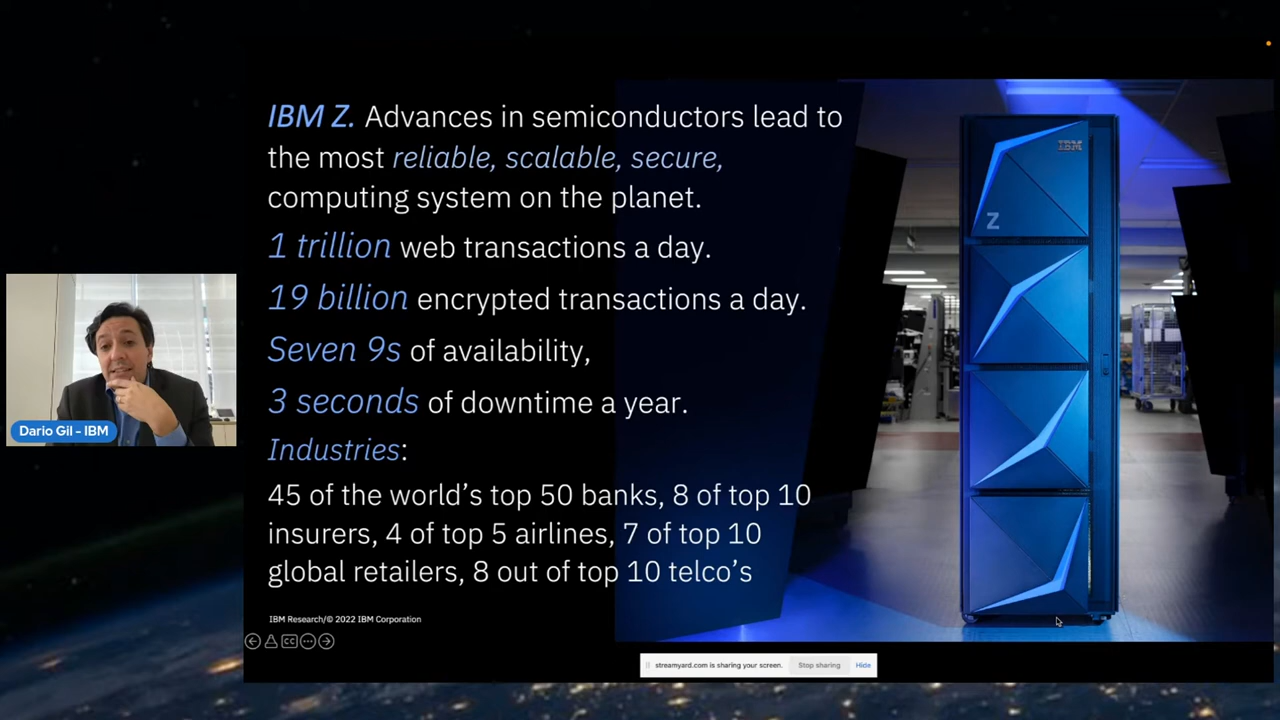 IBM Z. Advances in semiconductors lead to
the most reliable, scalable, secure,
computing system on the planet.
1 trillion web transactions a day.
19 billion encrypted transactions a day.
Seven 9s of availability,
3 seconds of downtime a year.
Industries:
45 of the world's top 50 banks, 8 of top 10
insurers, 4 of top 5 airlines, 7 of top 10
global retailers, 8 out of top 10 telco's
IBM Research/© 2022 IBM Corporation
CC
IBM
Z
Dario Gil - IBM
streamyard.com is sharing your screen. Stop sharing Hide